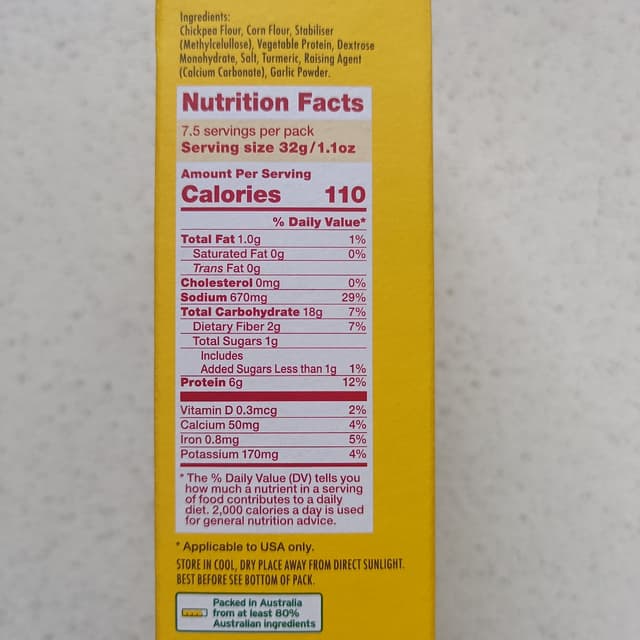 Ingredients:
Chickpea Flour, Corn Flour, Stabiliser
(Methylcellulose), Vegetable Protein, Dextrose
Monohydrate, Salt, Turmeric, Raising Agent
(Calcium Carbonate), Garlic Powder.
Nutrition Facts
7.5 servings per pack
Serving size 32g/1.1oz
Amount Per Serving
Calories 110
% Daily Value*
Total Fat 1.0g 1%
Saturated Fat 0g 0%
Trans Fat 0g
Cholesterol 0mg 0%
Sodium 670mg 29%
Total Carbohydrate 18g 7%
Dietary Fiber 2g 7%
Total Sugars 1g
Includes
Added Sugars Less than 1g 1%
Protein 6g 12%
Vitamin D 0.3mcg 2%
Calcium 50mg 4%
Iron 0.8mg 5%
Potassium 170mg 4%
* The % Daily Value (DV) tells you
how much a nutrient in a serving
of food contributes to a daily
diet. 2,000 calories a day is used
for general nutrition advice.
* Applicable to USA only.
STORE IN COOL, DRY PLACE AWAY FROM DIRECT SUNLIGHT.
BEST BEFORE SEE BOTTOM OF PACK.
Packed in Australia
from at least 80%
Australian ingredients